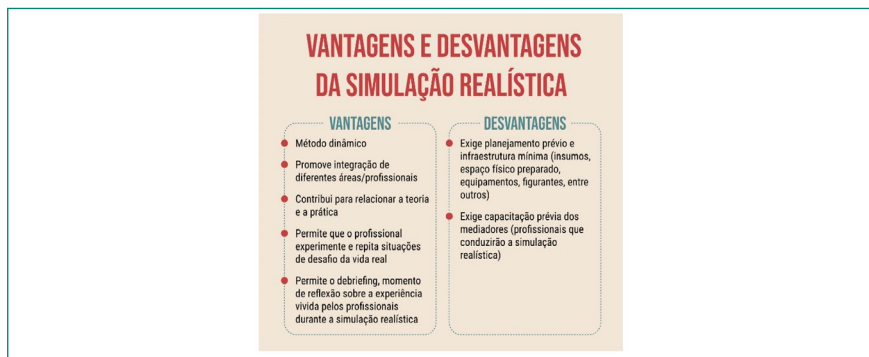 VANTAGENS E DESVANTAGENS
DA SIMULAÇÃO REALÍSTICA
VANTAGENS
Método dinâmico
Promove integração de
diferentes áreas/profissionais
Contribui para relacionar a teoria
e a prática
Permite que o profissional
experimente e repita situações
de desafio da vida real
Permite o debriefing, momento
de reflexão sobre a experiência
vivida pelos profissionais
durante a simulação realística
DESVANTAGENS
Exige planejamento prévio e
infraestrutura mínima (insumos,
espaço físico preparado,
equipamentos, figurantes, entre
outros)
Exige capacitação prévia dos
mediadores (profissionais que
conduzirão a simulação
realística)